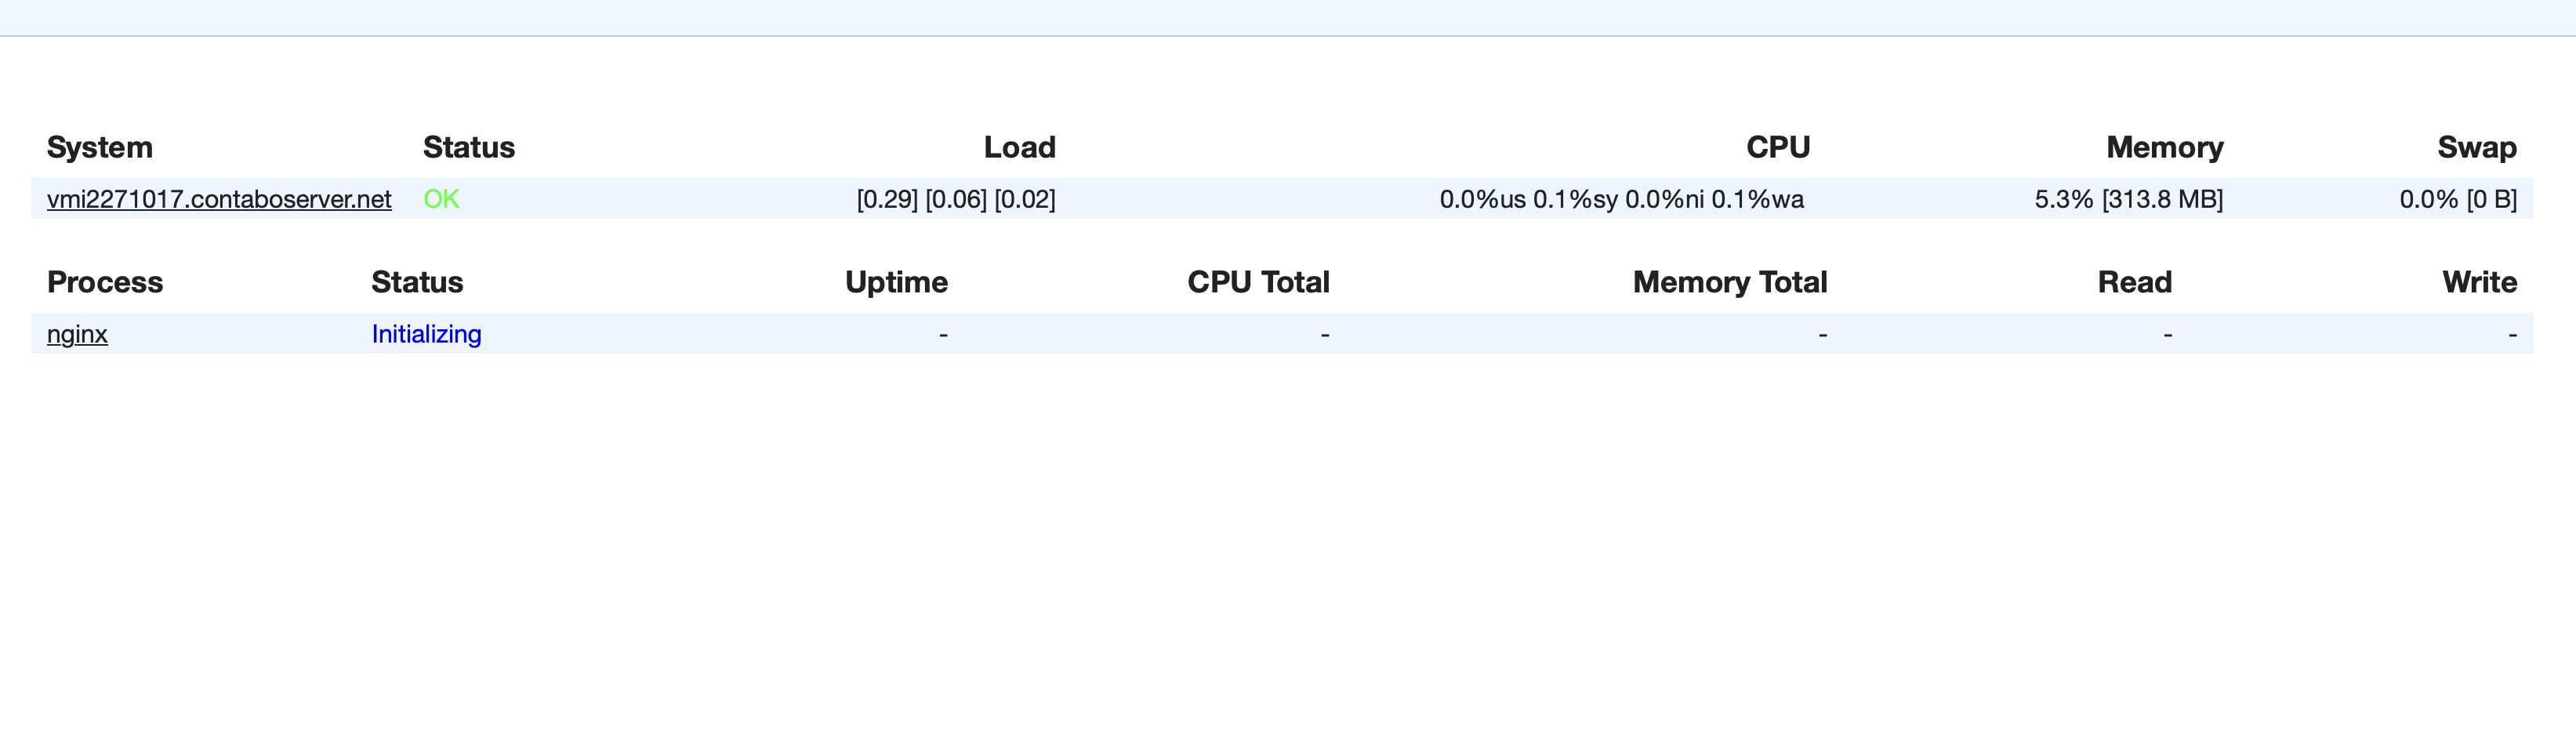 System Status Load CPU Memory Swap
vmi2271017.contaboserver.net OK [0.29] [0.06] [0.02] 0.0%us 0.1%sy 0.0%ni 0.1%wa 5.3% [313.8 MB] 0.0% [0 B]
Process Status Uptime CPU Total Memory Total Read Write
nginx Initializing - - - - -